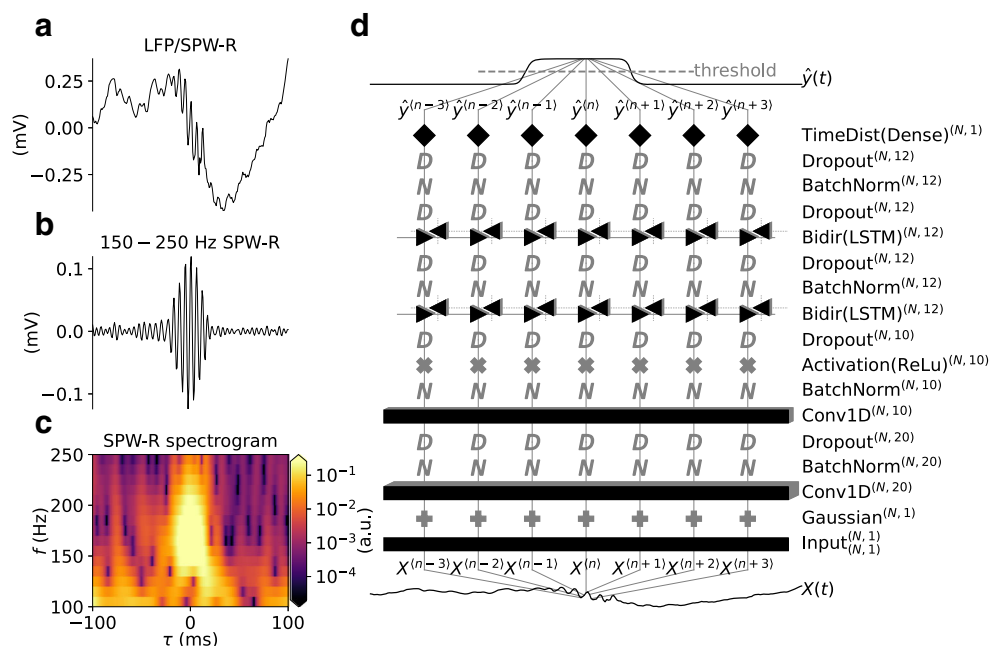 a
LFP/SPW-R
0.25
0.00
−0.25
(mV)
b
150 − 250 Hz SPW-R
0.1
0.0
−0.1
(mV)
c
SPW-R spectrogram
250
200
150
100
f (Hz)
−100
0
100
τ (ms)
10⁻¹
10⁻²
10⁻³
10⁻⁴
(a.u.)
d
threshold
ŷ(t)
ŷ⁽ⁿ⁻³⁾ ŷ⁽ⁿ⁻²⁾ ŷ⁽ⁿ⁻¹⁾ ŷ⁽ⁿ⁾ ŷ⁽ⁿ⁺¹⁾ ŷ⁽ⁿ⁺²⁾ ŷ⁽ⁿ⁺³⁾
TimeDist(Dense)^(N, 1)
D D D D D D D Dropout^(N, 12)
N N N N N N N BatchNorm^(N, 12)
D D D D D D D Dropout^(N, 12)
Bidir(LSTM)^(N, 12)
D D D D D D D Dropout^(N, 12)
N N N N N N N BatchNorm^(N, 12)
Bidir(LSTM)^(N, 12)
D D D D D D D Dropout^(N, 10)
Activation(ReLu)^(N, 10)
N N N N N N N BatchNorm^(N, 10)
Conv1D^(N, 10)
D D D D D D D Dropout^(N, 20)
N N N N N N N BatchNorm^(N, 20)
Conv1D^(N, 20)
Gaussian^(N, 1)
Input^(N, 1)_(N, 1)
X⁽ⁿ⁻³⁾ X⁽ⁿ⁻²⁾ X⁽ⁿ⁻¹⁾ X⁽ⁿ⁾ X⁽ⁿ⁺¹⁾ X⁽ⁿ⁺²⁾ X⁽ⁿ⁺³⁾
X(t)